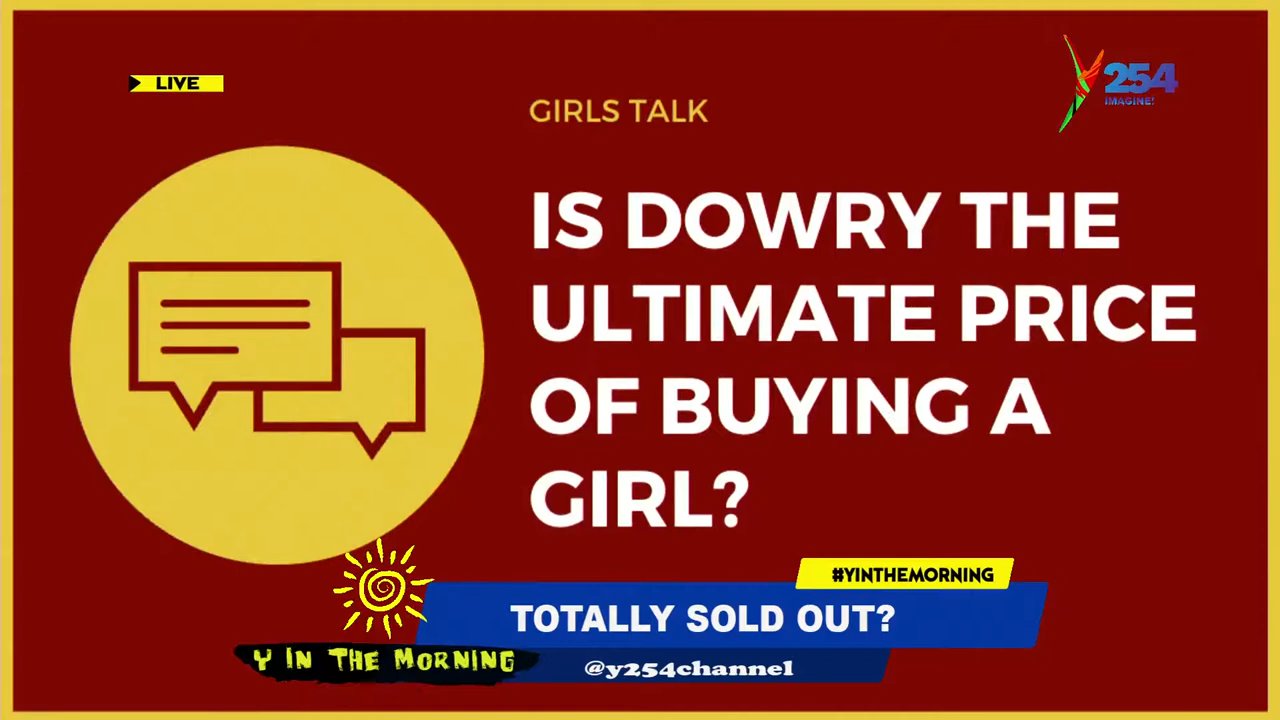 LIVE
254
IMAGINE!
GIRLS TALK
IS DOWRY THE
ULTIMATE PRICE
OF BUYING A
GIRL?
#YINTHEMORNING
TOTALLY SOLD OUT?
Y IN THE MORNING
@y254channel